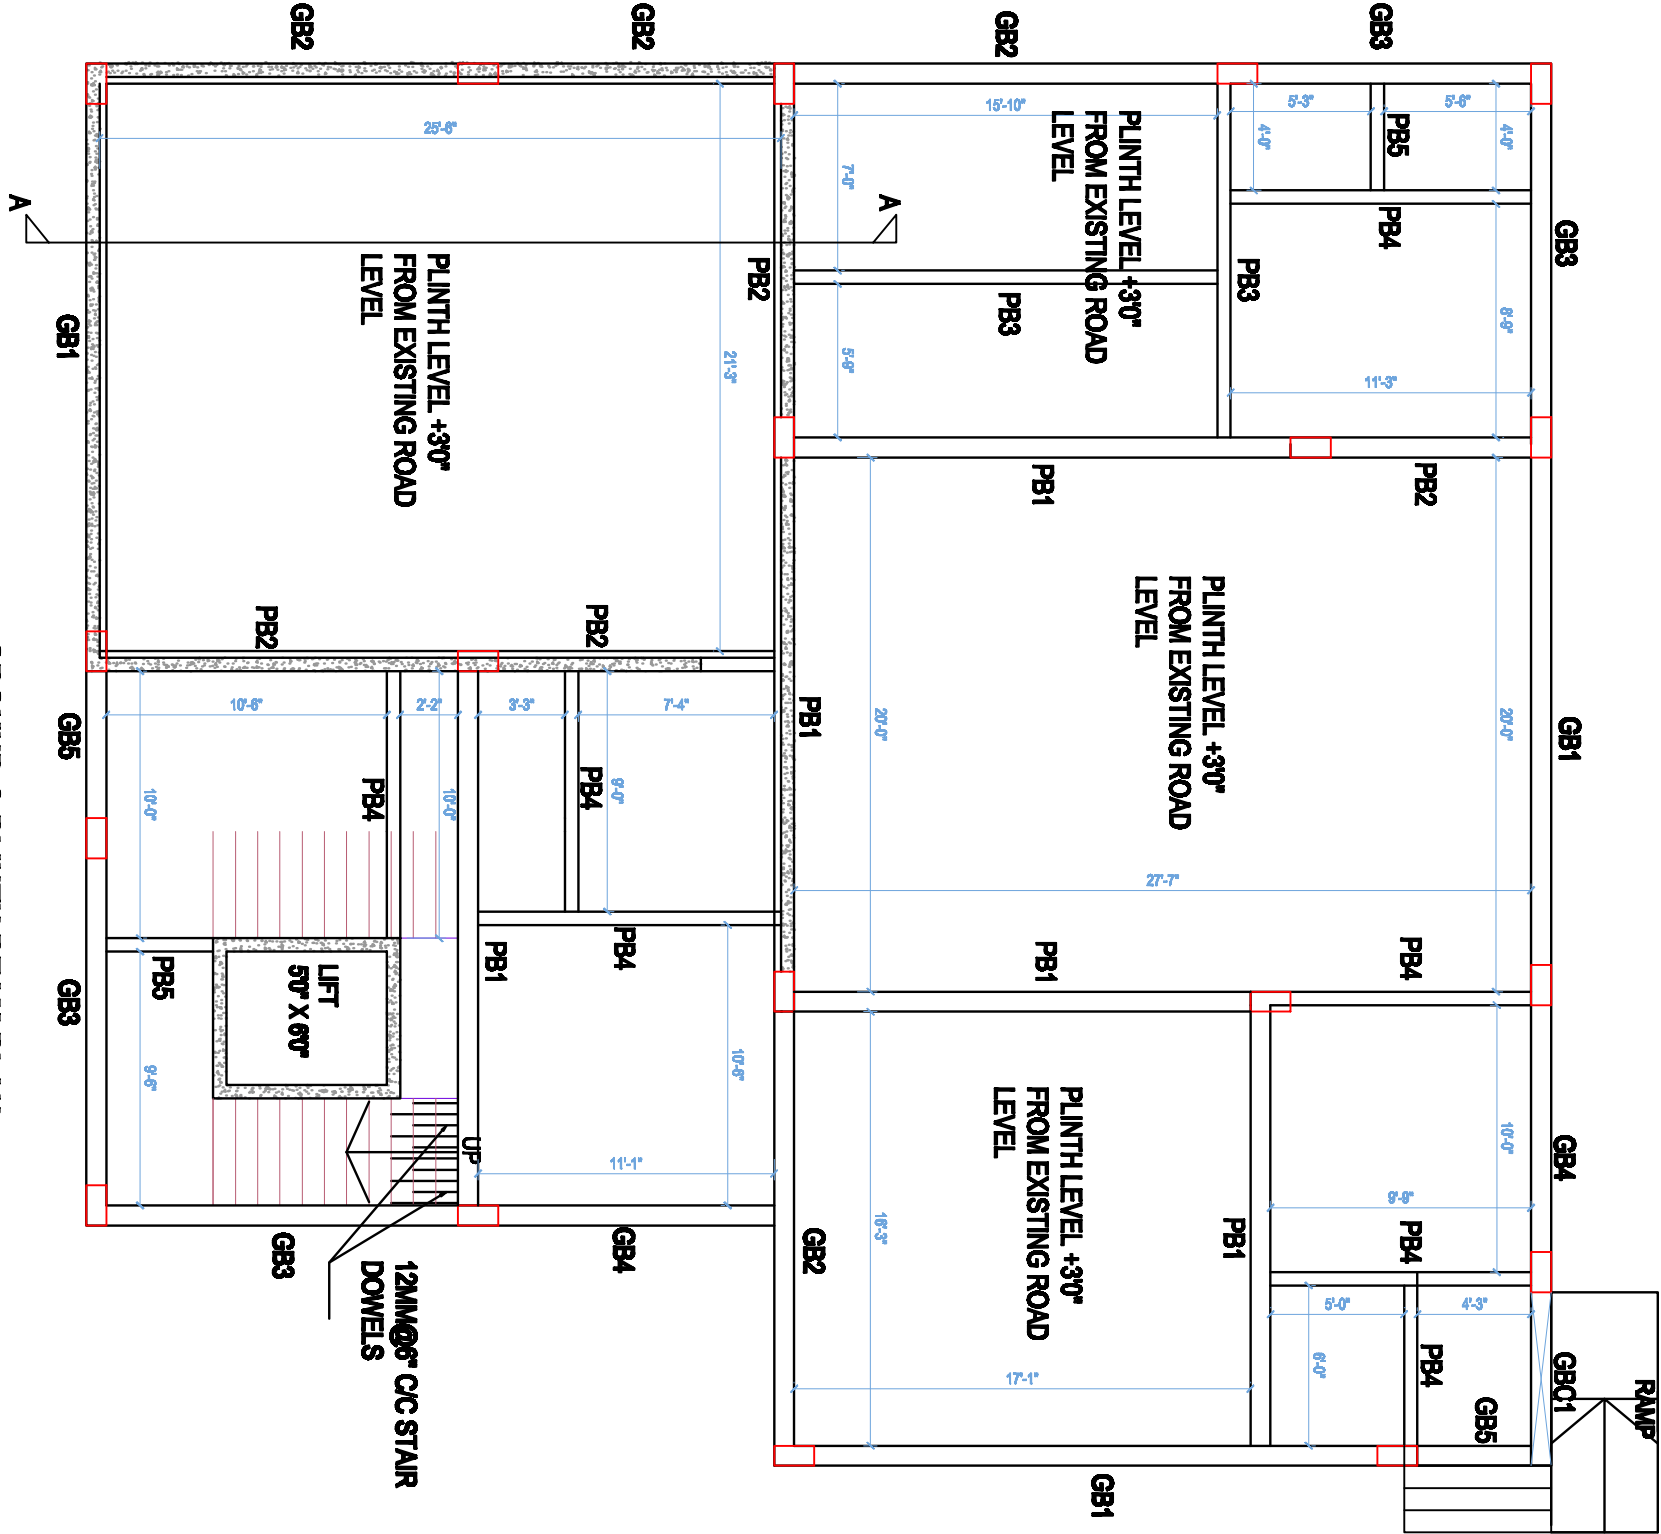 GB2
GB2
GB2
GB3
15'-10"
5'-3"
5'-6"
25'-6"
4'-0"
4'-0"
PB5
PLINTH LEVEL +3'0"
FROM EXISTING ROAD
LEVEL
7'-0"
A
A
PB4
GB3
PB2
PB3
PB3
PLINTH LEVEL +3'0"
FROM EXISTING ROAD
LEVEL
GB1
8'-9"
21'-3"
5'-9"
11'-3"
PB1
PB2
PB2
PB2
PLINTH LEVEL +3'0"
FROM EXISTING ROAD
LEVEL
10'-6"
2'-2"
3'-3"
7'-4"
PB1
20'-0"
20'-0"
GB1
GB5
PB4
PB4
9'-0"
10'-0"
10'-0"
27'-7"
PB5
PB1
PB4
PB1
PB4
GB3
LIFT
5'0" X 6'0"
9'-6"
10'-6"
UP
11'-1"
10'-0"
GB4
PLINTH LEVEL +3'0"
FROM EXISTING ROAD
LEVEL
9'-9"
16'-3"
PB1
PB4
GB3
GB4
GB2
12MM@6" C/C STAIR
DOWELS
5'-0"
4'-3"
6'-0"
PB4
17'-1"
GBC1
RAMP
GB5
GB1